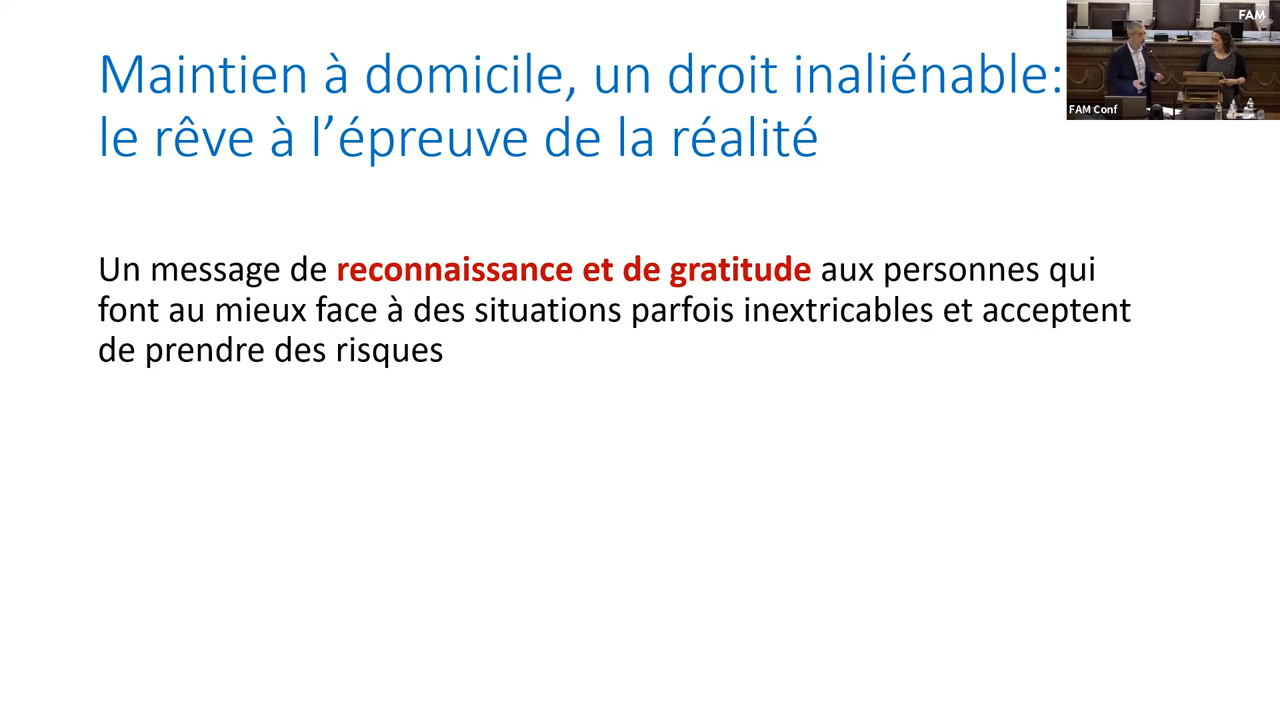 Maintien à domicile, un droit inaliénable:
le rêve à l’épreuve de la réalité
FAM
FAM Conf
Un message de reconnaissance et de gratitude aux personnes qui
font au mieux face à des situations parfois inextricables et acceptent
de prendre des risques